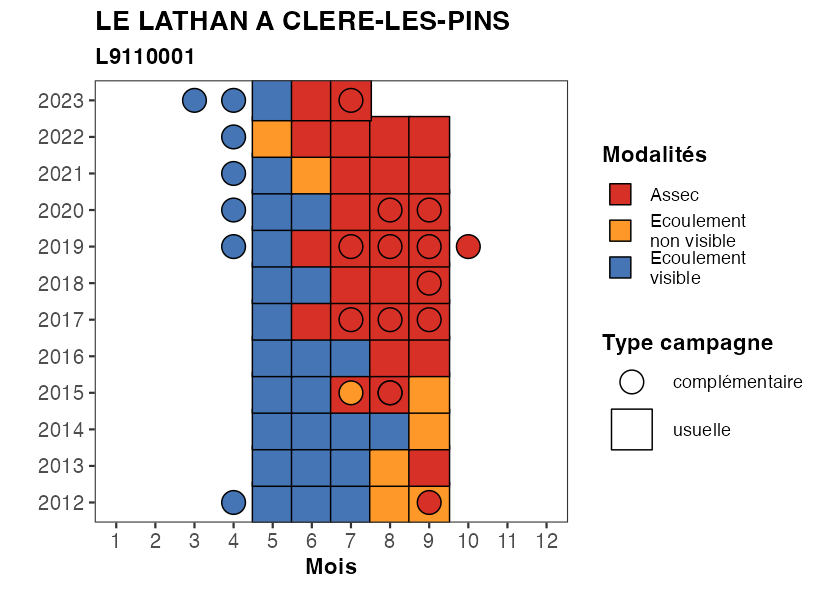 LE LATHAN A CLERE-LES-PINS
L9110001
2023
2022
2021
2020
2019
2018
2017
2016
2015
2014
2013
2012
1 2 3 4 5 6 7 8 9 10 11 12
Mois
Modalités
Assec
Ecoulement
non visible
Ecoulement
visible
Type campagne
complémentaire
usuelle